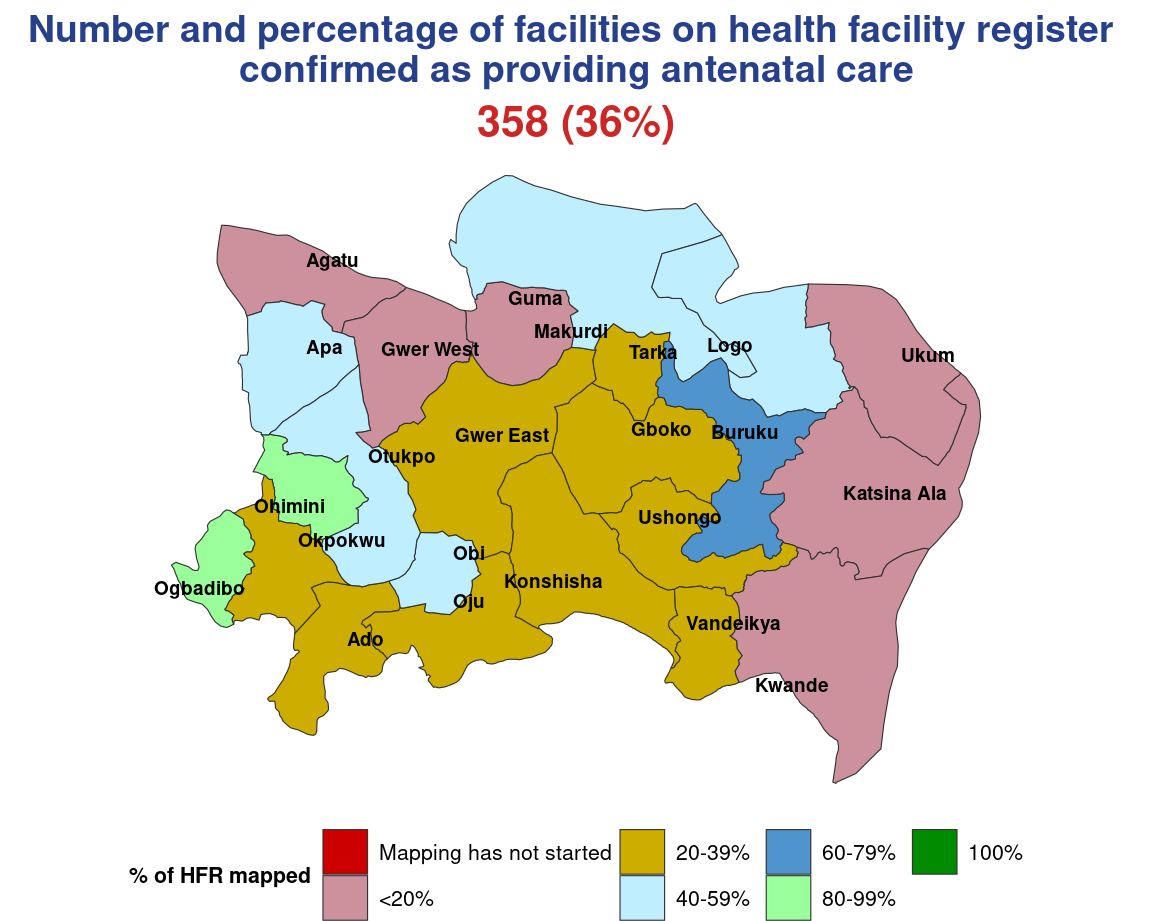 Number and percentage of facilities on health facility register
confirmed as providing antenatal care
358 (36%)
Agatu
Guma
Makurdi
Apa
Gwer West
Tarka
Logo
Ukum
Gwer East
Gboko
Buruku
Otukpo
Katsina Ala
Ohimini
Ushongo
Okpokwu
Obi
Ogbadibo
Konshisha
Oju
Vandeikya
Ado
Kwande
% of HFR mapped
Mapping has not started
20-39%
60-79%
100%
<20%
40-59%
80-99%